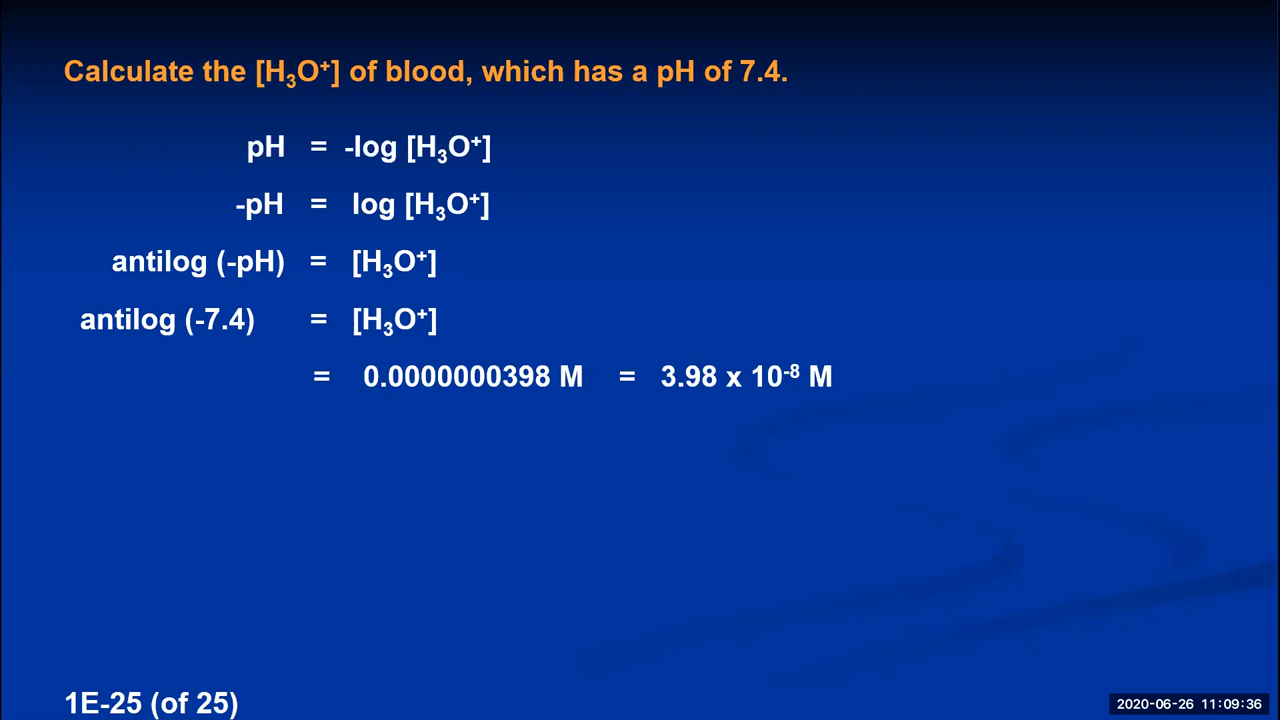 Calculate the [H₃O⁺] of blood, which has a pH of 7.4.
pH = -log [H₃O⁺]
-pH = log [H₃O⁺]
antilog (-pH) = [H₃O⁺]
antilog (-7.4) = [H₃O⁺]
= 0.0000000398 M = 3.98 x 10⁻⁸ M
1E-25 (of 25)
2020-06-26 11:09:36